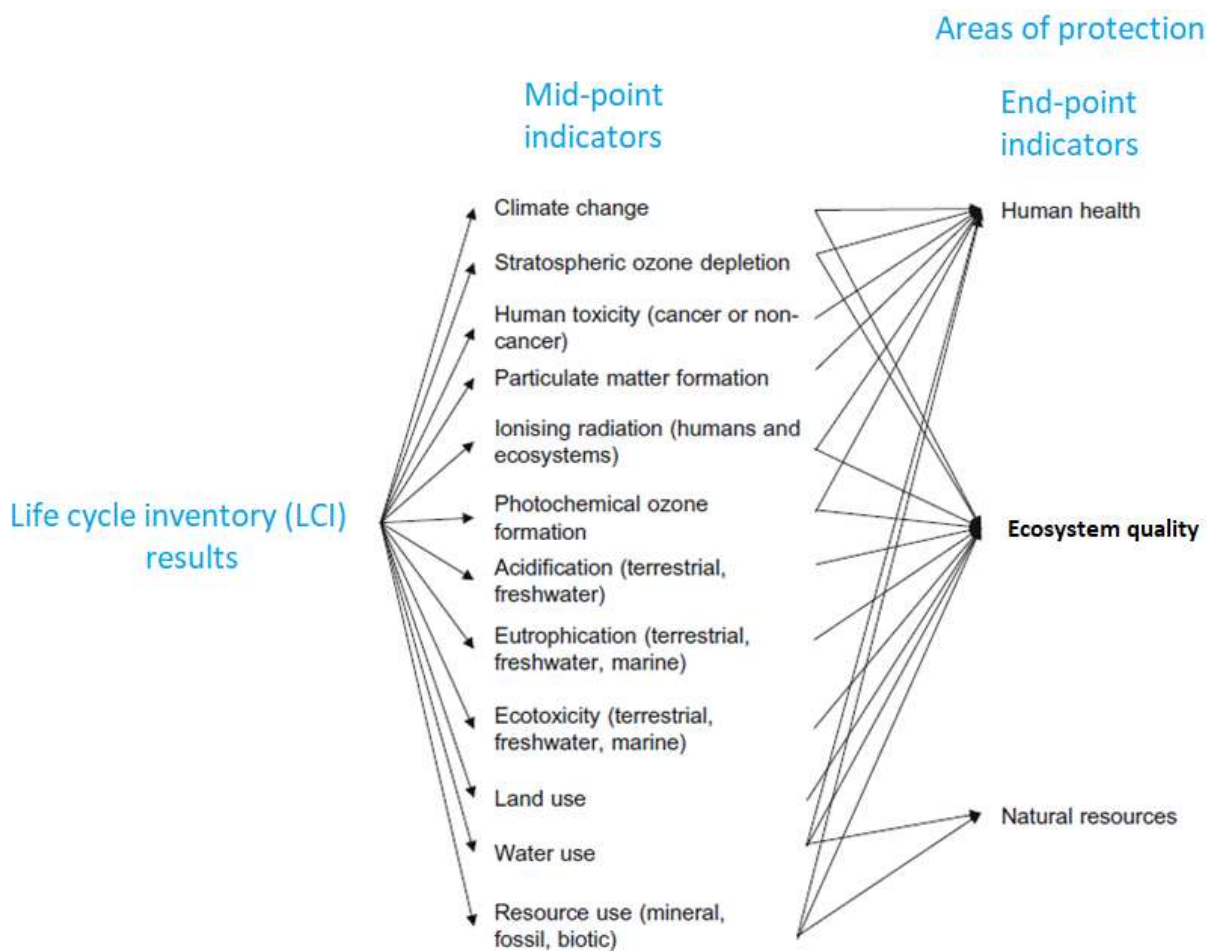 Areas of protection
Mid-point
indicators
End-point
indicators
Climate change
Human health
Stratospheric ozone depletion
Human toxicity (cancer or non-
cancer)
Particulate matter formation
Ionising radiation (humans and
ecosystems)
Life cycle inventory (LCI)
results
Photochemical ozone
formation
Ecosystem quality
Acidification (terrestrial,
freshwater)
Eutrophication (terrestrial,
freshwater, marine)
Ecotoxicity (terrestrial,
freshwater, marine)
Land use
Natural resources
Water use
Resource use (mineral,
fossil, biotic)